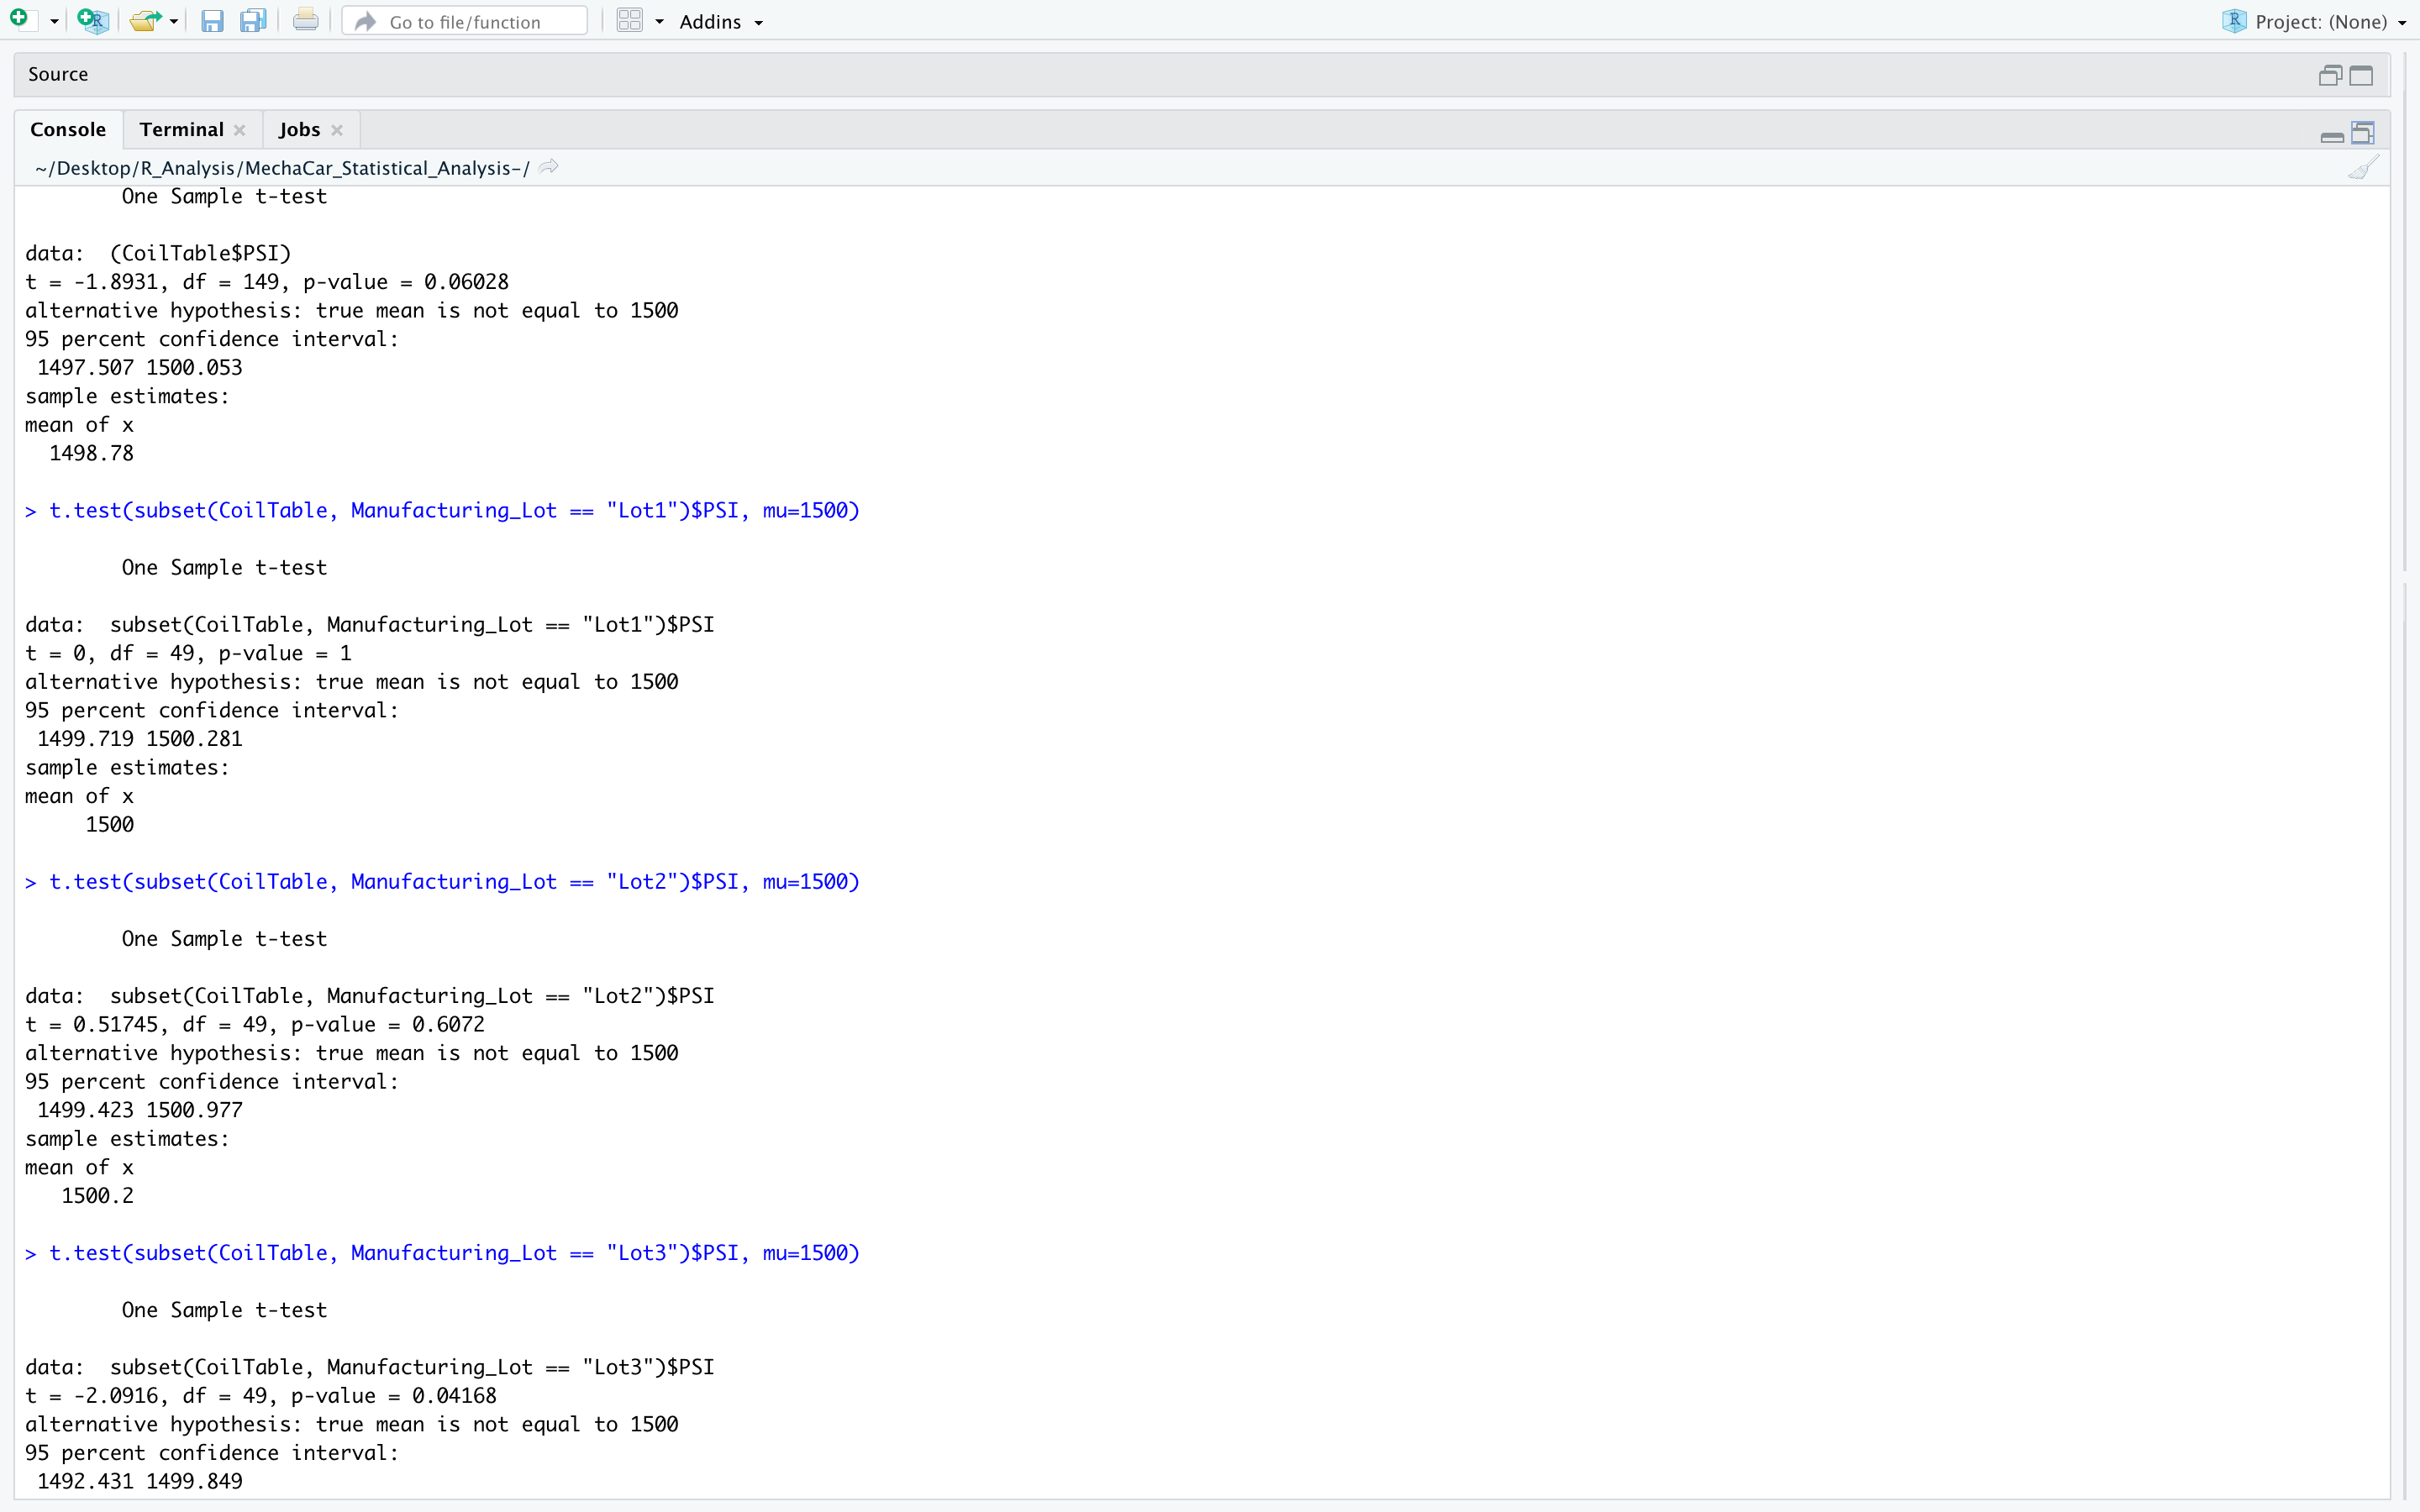 Go to file/function
Addins
Project: (None)
Source
Console
Terminal
Jobs
~/Desktop/R_Analysis/MechaCar_Statistical_Analysis-/
One Sample t-test
data:  (CoilTable$PSI)
t = -1.8931, df = 149, p-value = 0.06028
alternative hypothesis: true mean is not equal to 1500
95 percent confidence interval:
1497.507 1500.053
sample estimates:
mean of x
1498.78
> t.test(subset(CoilTable, Manufacturing_Lot == "Lot1")$PSI, mu=1500)
One Sample t-test
data:  subset(CoilTable, Manufacturing_Lot == "Lot1")$PSI
t = 0, df = 49, p-value = 1
alternative hypothesis: true mean is not equal to 1500
95 percent confidence interval:
1499.719 1500.281
sample estimates:
mean of x
1500
> t.test(subset(CoilTable, Manufacturing_Lot == "Lot2")$PSI, mu=1500)
One Sample t-test
data:  subset(CoilTable, Manufacturing_Lot == "Lot2")$PSI
t = 0.51745, df = 49, p-value = 0.6072
alternative hypothesis: true mean is not equal to 1500
95 percent confidence interval:
1499.423 1500.977
sample estimates:
mean of x
1500.2
> t.test(subset(CoilTable, Manufacturing_Lot == "Lot3")$PSI, mu=1500)
One Sample t-test
data:  subset(CoilTable, Manufacturing_Lot == "Lot3")$PSI
t = -2.0916, df = 49, p-value = 0.04168
alternative hypothesis: true mean is not equal to 1500
95 percent confidence interval:
1492.431 1499.849